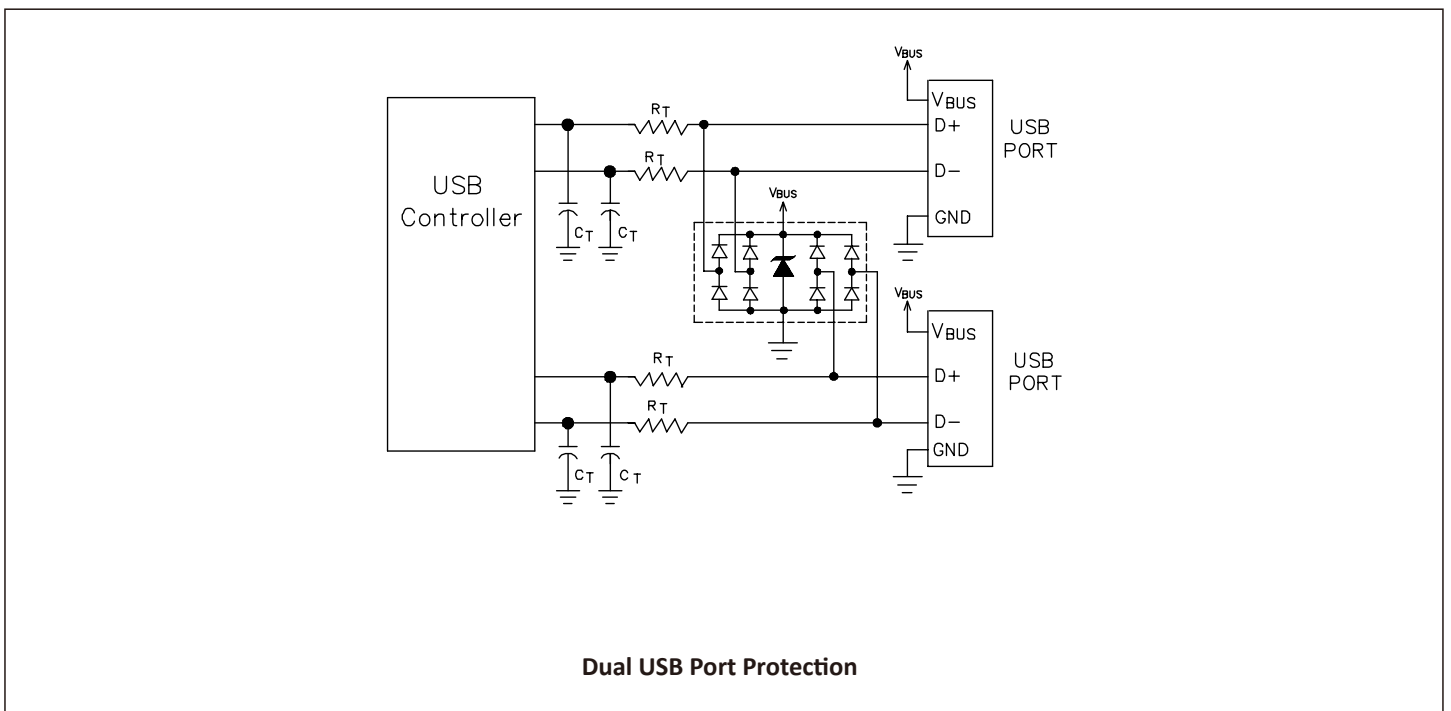 VBUS
RT
VBUS
D+
USB
PORT
RT
D−
USB
Controller
VBUS
GND
CT
CT
VBUS
VBUS
USB
PORT
RT
D+
RT
D−
GND
CT
CT
Dual USB Port Protection